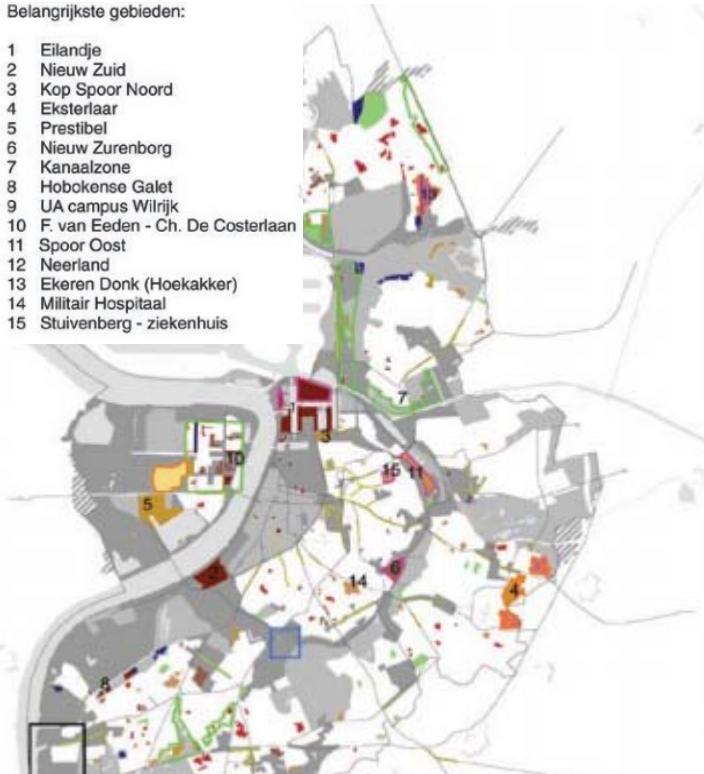 Belangrijkste gebieden:
1 Eilandje
2 Nieuw Zuid
3 Kop Spoor Noord
4 Eksterlaar
5 Prestibel
6 Nieuw Zurenborg
7 Kanaalzone
8 Hobokense Galet
9 UA campus Wilrijk
10 F. van Eeden - Ch. De Costerlaan
11 Spoor Oost
12 Neerland
13 Ekeren Donk (Hoekakker)
14 Militair Hospitaal
15 Stuivenberg - ziekenhuis
13
7
1
3
10
15
11
5
2
6
14
4
8